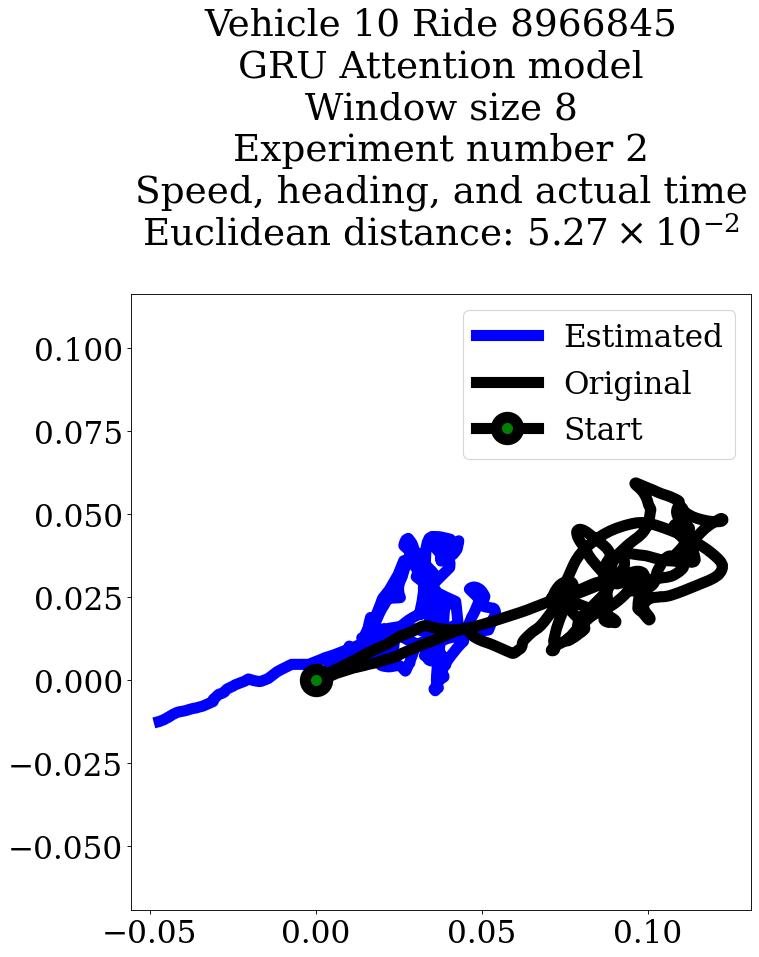 Vehicle 10 Ride 8966845
GRU Attention model
Window size 8
Experiment number 2
Speed, heading, and actual time
Euclidean distance: 5.27 × 10⁻²
Estimated
Original
Start
0.100
0.075
0.050
0.025
0.000
−0.025
−0.050
−0.05 0.00 0.05 0.10